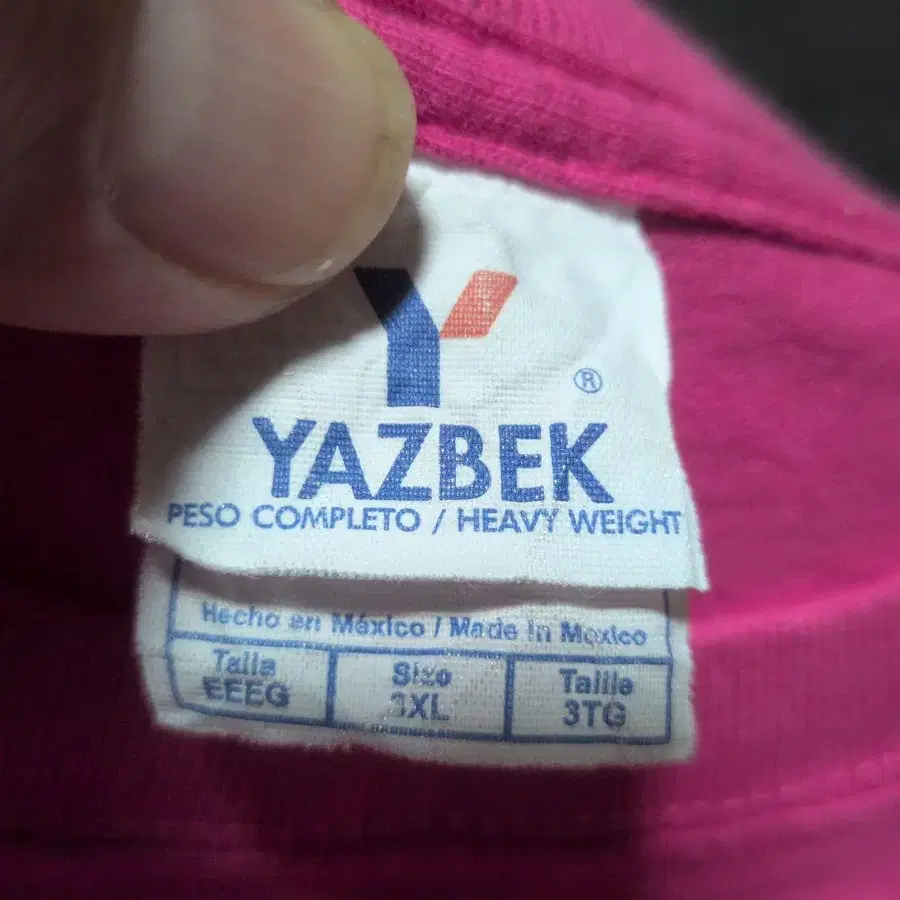 Y
®
YAZBEK
PESO COMPLETO / HEAVY WEIGHT
Hecho en México / Made In Mexico
Talla Size Taille
EEEG 3XL 3TG